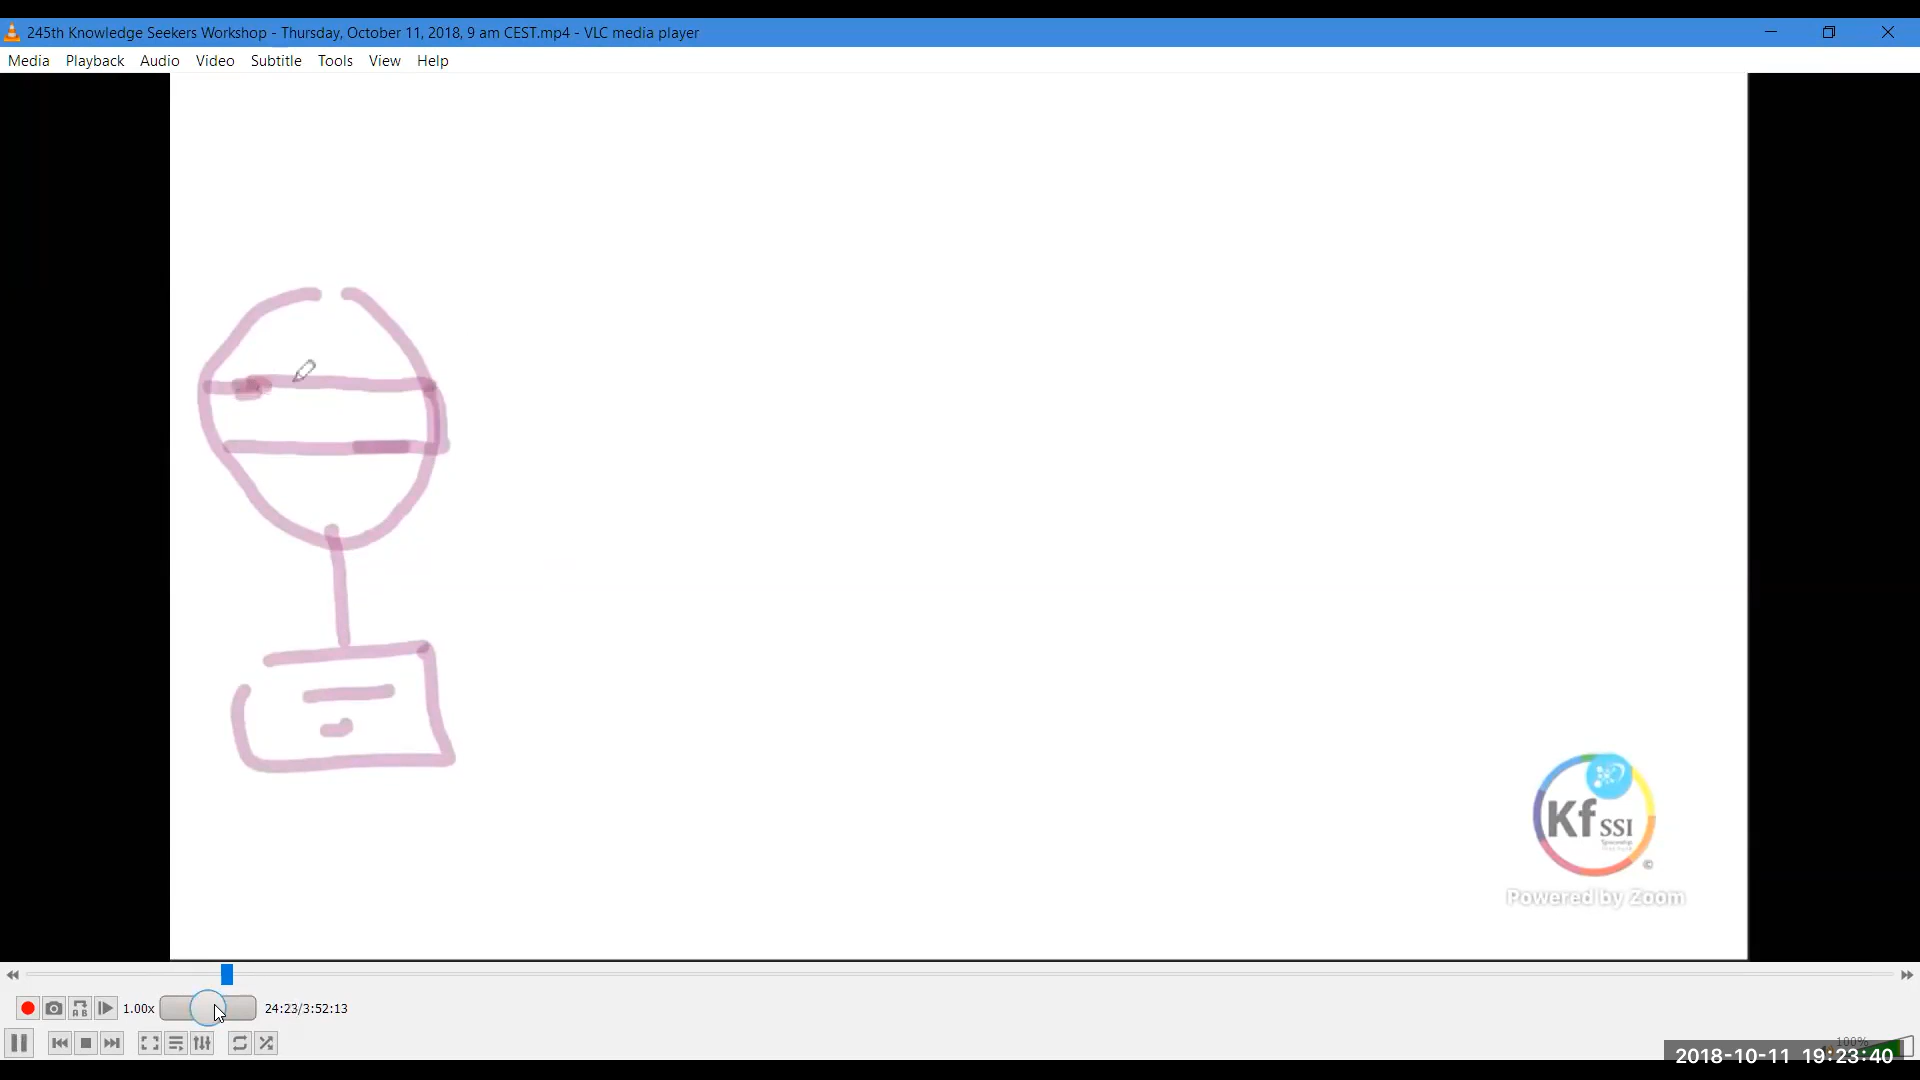 245th Knowledge Seekers Workshop - Thursday, October 11, 2018, 9 am CEST.mp4 - VLC media player
Media Playback Audio Video Subtitle Tools View Help
Kf SSI
©
Powered by Zoom
1.00x 24:23/3:52:13
100%
2018-10-11 19:23:40